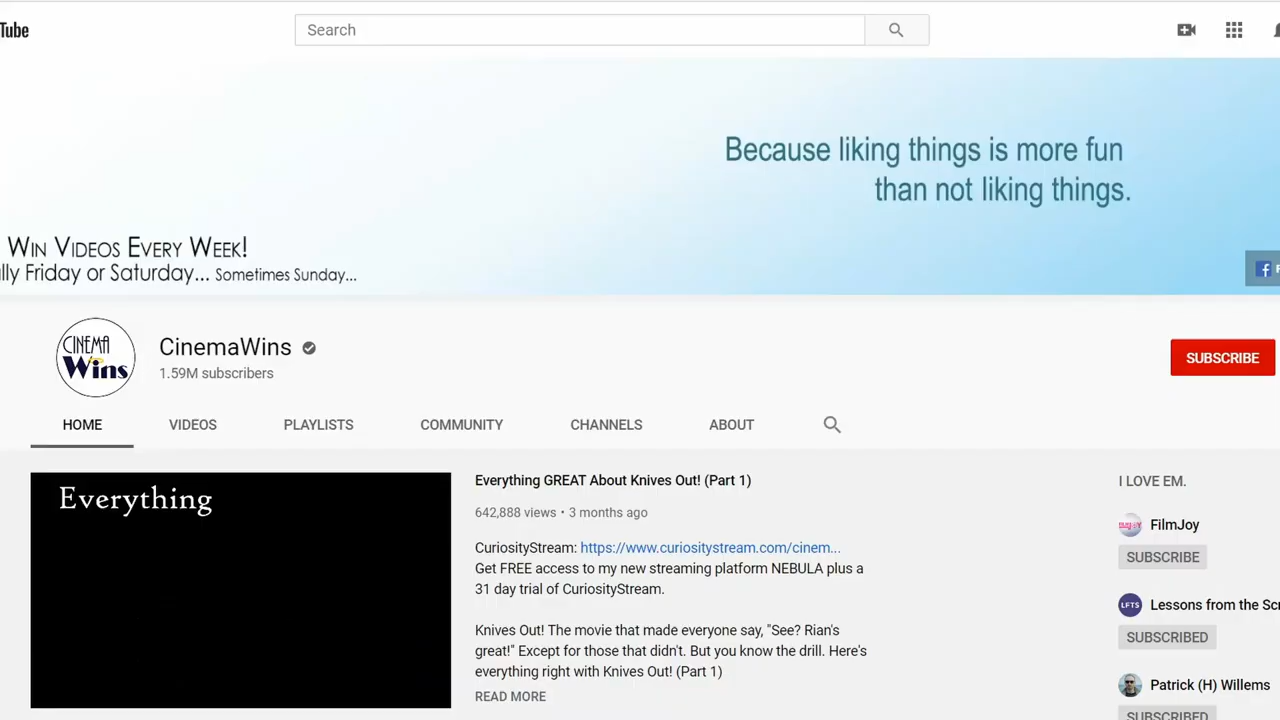 Tube
Search
Because liking things is more fun
than not liking things.
Win Videos Every Week!
lly Friday or Saturday... Sometimes Sunday...
f F
CINEMA
Wins
CinemaWins
1.59M subscribers
SUBSCRIBE
HOME VIDEOS PLAYLISTS COMMUNITY CHANNELS ABOUT
Everything
Everything GREAT About Knives Out! (Part 1)
642,888 views • 3 months ago
CuriosityStream: https://www.curiositystream.com/cinem...
Get FREE access to my new streaming platform NEBULA plus a
31 day trial of CuriosityStream.
Knives Out! The movie that made everyone say, "See? Rian's
great!" Except for those that didn't. But you know the drill. Here's
everything right with Knives Out! (Part 1)
READ MORE
I LOVE EM.
FilmJoy
SUBSCRIBE
LFTS
Lessons from the Scr
SUBSCRIBED
Patrick (H) Willems
SUBSCRIBED